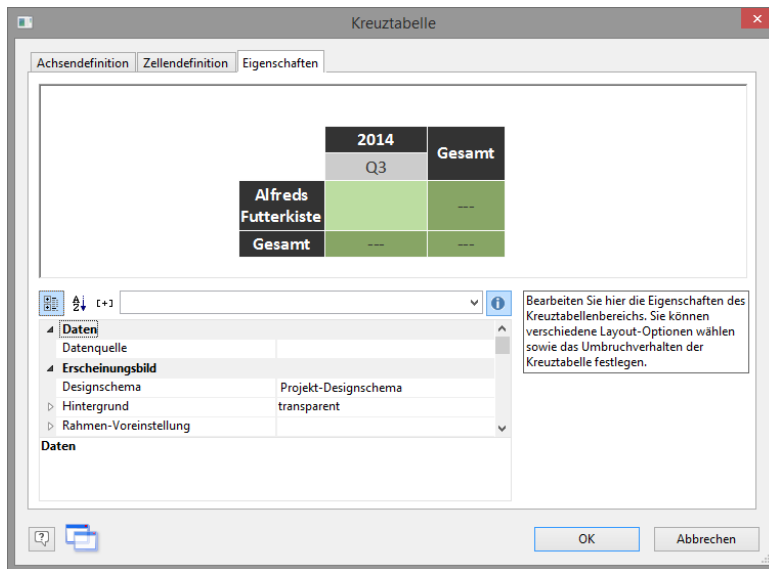 Kreuztabelle
Achsendefinition Zellendefinition Eigenschaften
2014 Gesamt
Q3
Alfreds
Futterkiste ---
Gesamt --- ---
[+]
Bearbeiten Sie hier die Eigenschaften des
Kreuztabellenbereichs. Sie können
verschiedene Layout-Optionen wählen
sowie das Umbruchverhalten der
Kreuztabelle festlegen.
Daten
Datenquelle
Erscheinungsbild
Designschema Projekt-Designschema
Hintergrund transparent
Rahmen-Voreinstellung
Daten
OK Abbrechen